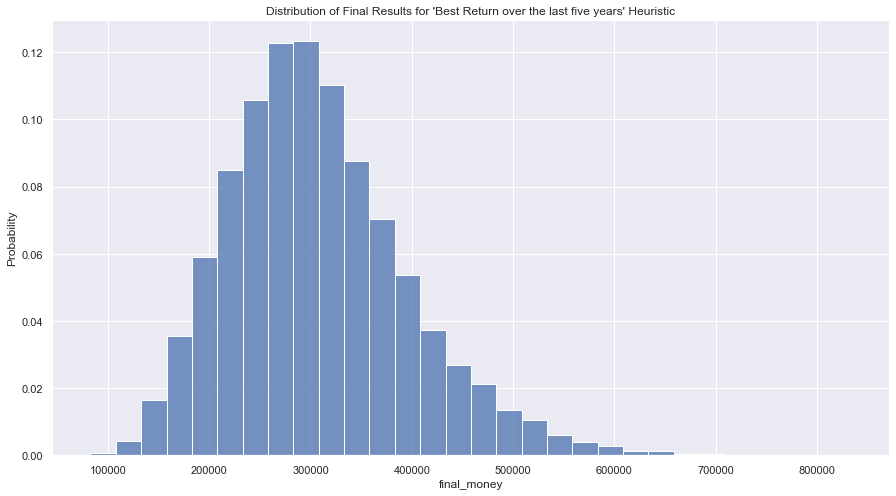 Distribution of Final Results for 'Best Return over the last five years' Heuristic
Probability
0.12
0.10
0.08
0.06
0.04
0.02
0.00
100000 200000 300000 400000 500000 600000 700000 800000
final_money